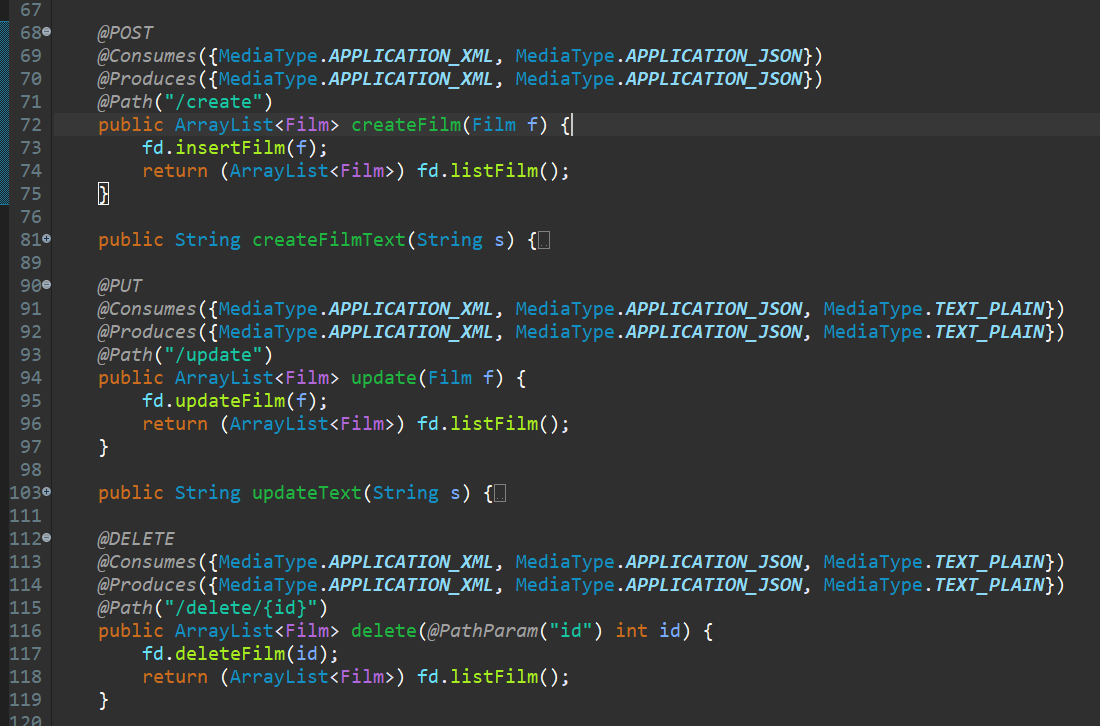 67
68 @POST
69 @Consumes({MediaType.APPLICATION_XML, MediaType.APPLICATION_JSON})
70 @Produces({MediaType.APPLICATION_XML, MediaType.APPLICATION_JSON})
71 @Path("/create")
72 public ArrayList<Film> createFilm(Film f) {
73 fd.insertFilm(f);
74 return (ArrayList<Film>) fd.listFilm();
75 }
76
81 public String createFilmText(String s) {
89
90 @PUT
91 @Consumes({MediaType.APPLICATION_XML, MediaType.APPLICATION_JSON, MediaType.TEXT_PLAIN})
92 @Produces({MediaType.APPLICATION_XML, MediaType.APPLICATION_JSON, MediaType.TEXT_PLAIN})
93 @Path("/update")
94 public ArrayList<Film> update(Film f) {
95 fd.updateFilm(f);
96 return (ArrayList<Film>) fd.listFilm();
97 }
98
103 public String updateText(String s) {
111
112 @DELETE
113 @Consumes({MediaType.APPLICATION_XML, MediaType.APPLICATION_JSON, MediaType.TEXT_PLAIN})
114 @Produces({MediaType.APPLICATION_XML, MediaType.APPLICATION_JSON, MediaType.TEXT_PLAIN})
115 @Path("/delete/{id}")
116 public ArrayList<Film> delete(@PathParam("id") int id) {
117 fd.deleteFilm(id);
118 return (ArrayList<Film>) fd.listFilm();
119 }
120